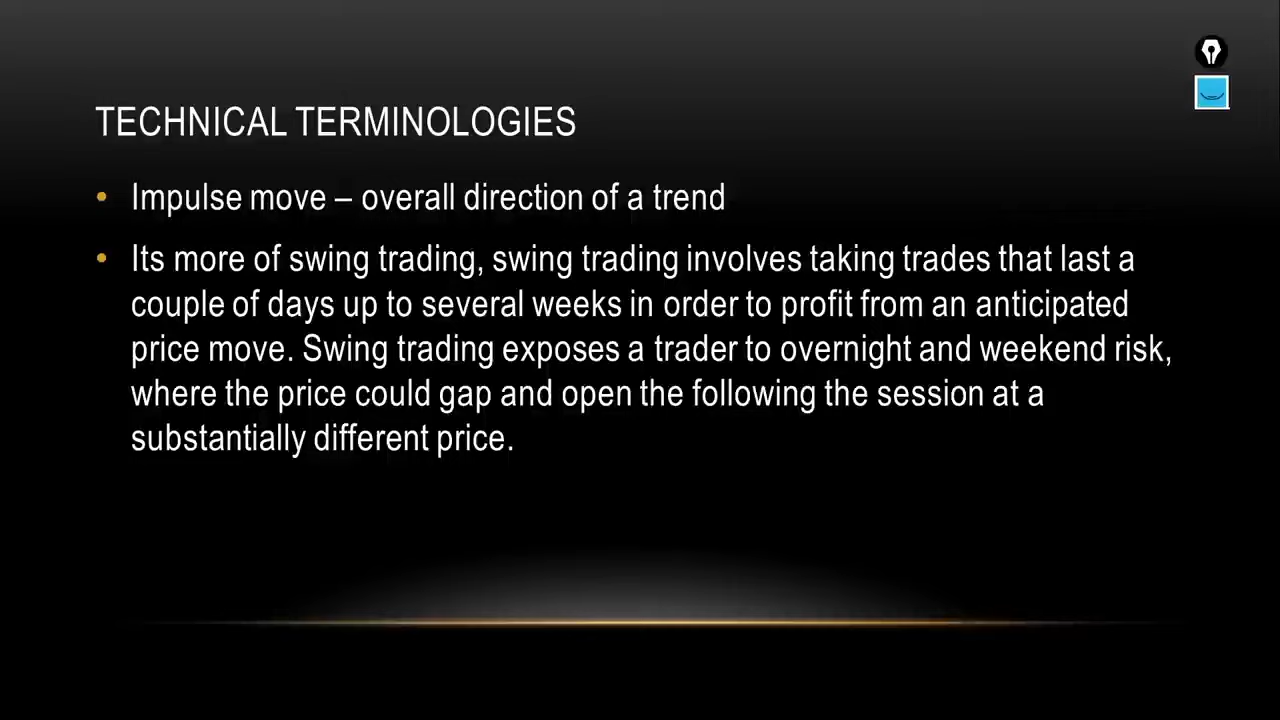 TECHNICAL TERMINOLOGIES
• Impulse move – overall direction of a trend
• Its more of swing trading, swing trading involves taking trades that last a
couple of days up to several weeks in order to profit from an anticipated
price move. Swing trading exposes a trader to overnight and weekend risk,
where the price could gap and open the following the session at a
substantially different price.